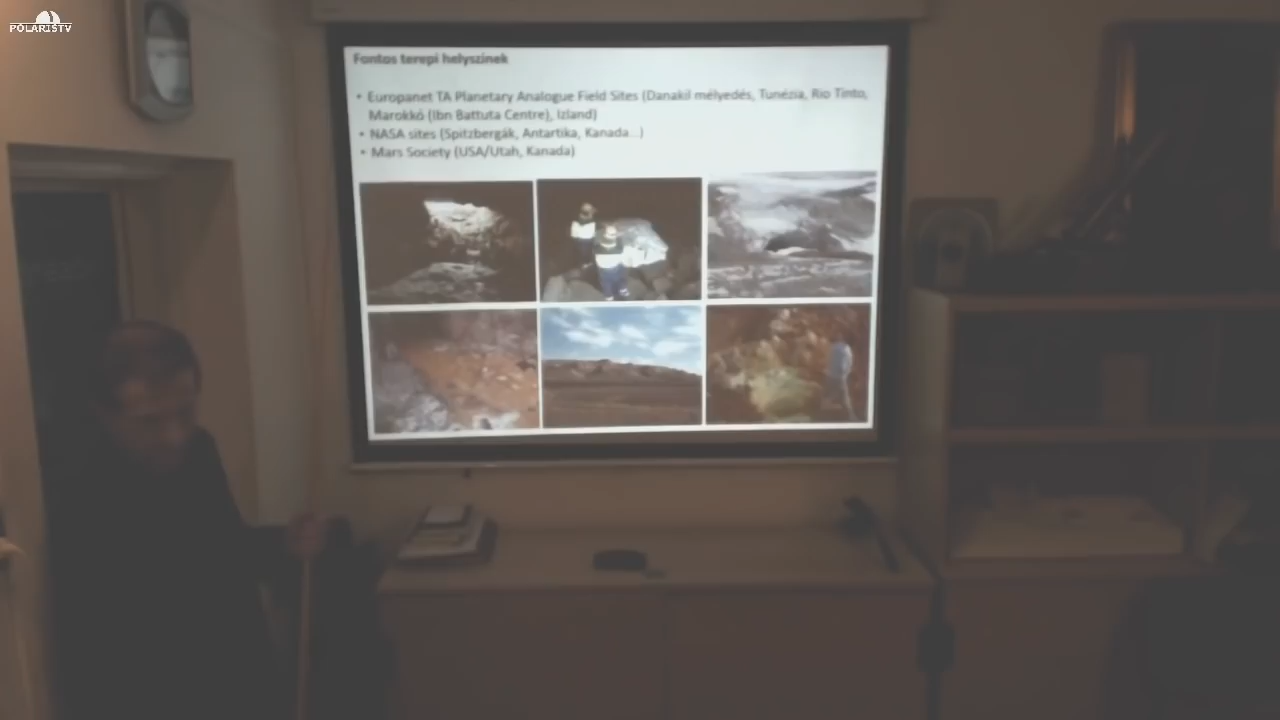 POLARISTV
Fontos terepi helyszínek
• Europanet TA Planetary Analogue Field Sites (Danakil mélyedés, Tunézia, Rio Tinto,
Marokkó (Ibn Battuta Centre), Izland)
• NASA sites (Spitzbergák, Antartika, Kanada...)
• Mars Society (USA/Utah, Kanada)